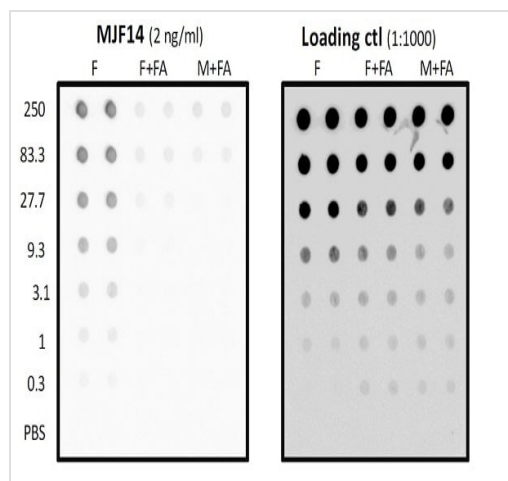 MJF14 (2 ng/ml) Loading ctl (1:1000)
F F+FA M+FA F F+FA M+FA
250
83.3
27.7
9.3
3.1
1
0.3
PBS